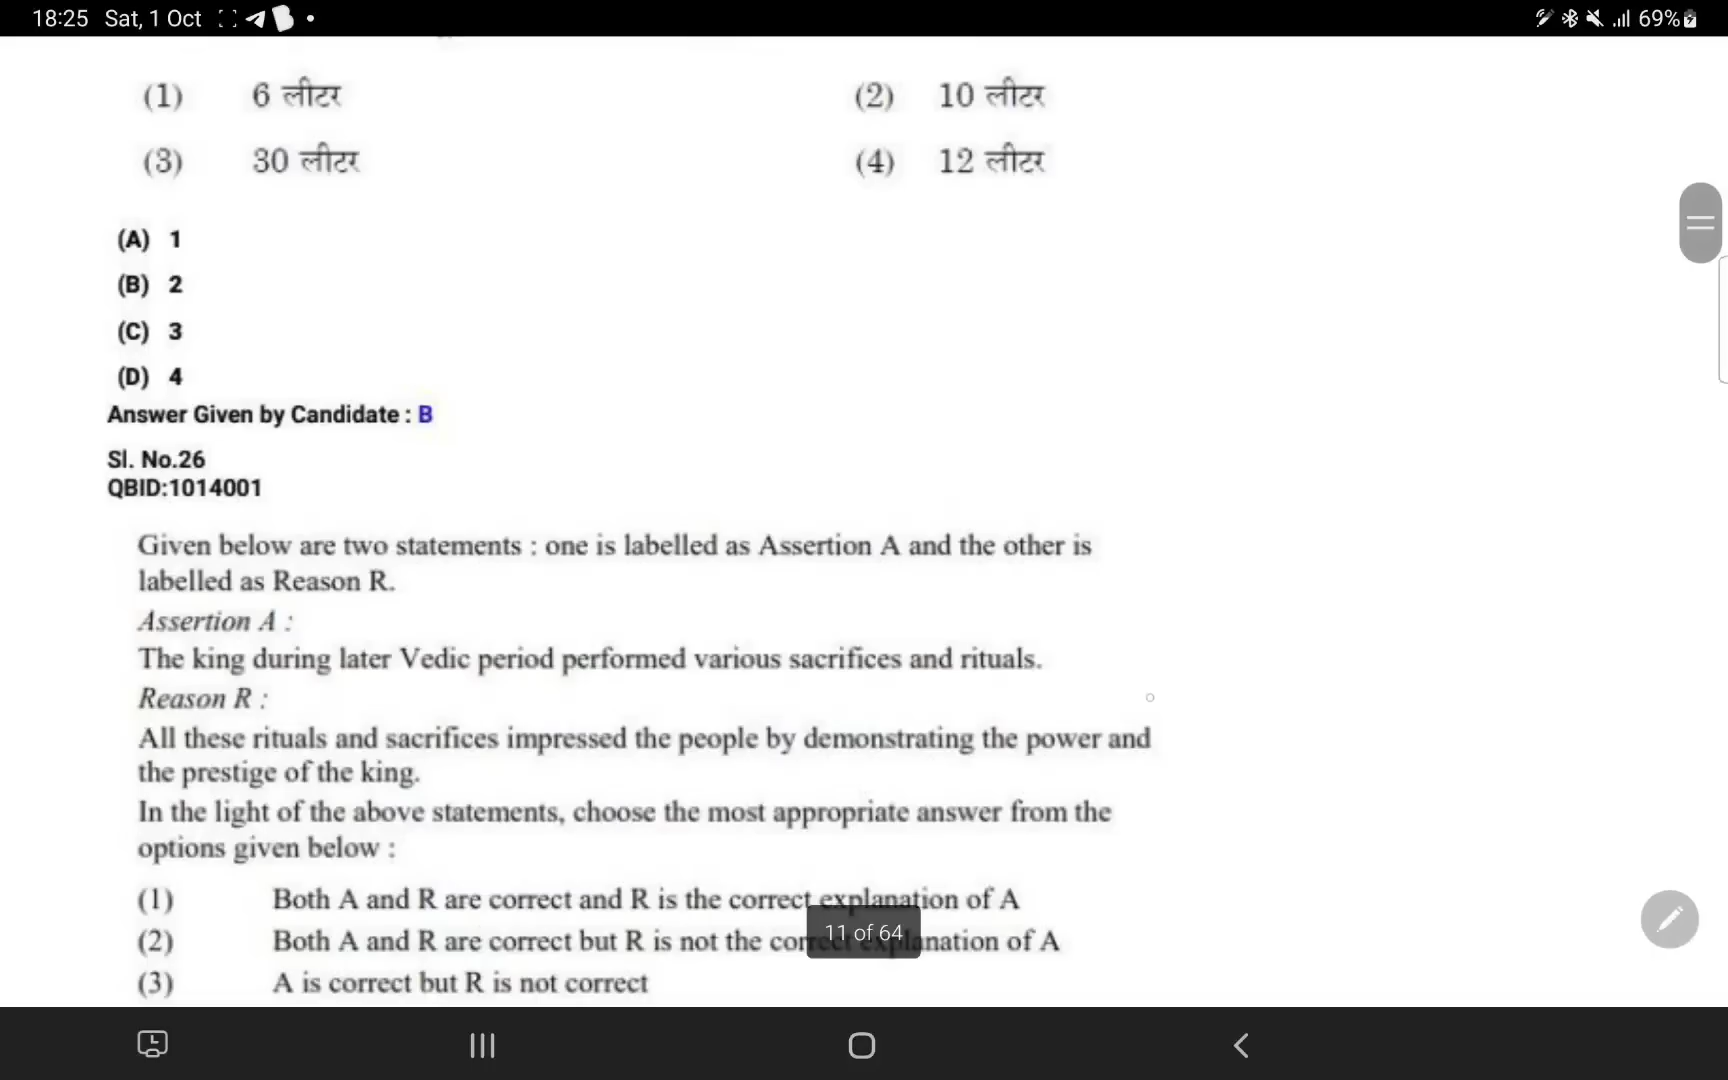 18:25 Sat, 1 Oct
69%
(1) 6 लीटर (2) 10 लीटर
(3) 30 लीटर (4) 12 लीटर
(A) 1
(B) 2
(C) 3
(D) 4
Answer Given by Candidate : B
Sl. No.26
QBID:1014001
Given below are two statements : one is labelled as Assertion A and the other is
labelled as Reason R.
Assertion A :
The king during later Vedic period performed various sacrifices and rituals.
Reason R :
All these rituals and sacrifices impressed the people by demonstrating the power and
the prestige of the king.
In the light of the above statements, choose the most appropriate answer from the
options given below :
(1) Both A and R are correct and R is the correct explanation of A
(2) Both A and R are correct but R is not the correct explanation of A
11 of 64
(3) A is correct but R is not correct